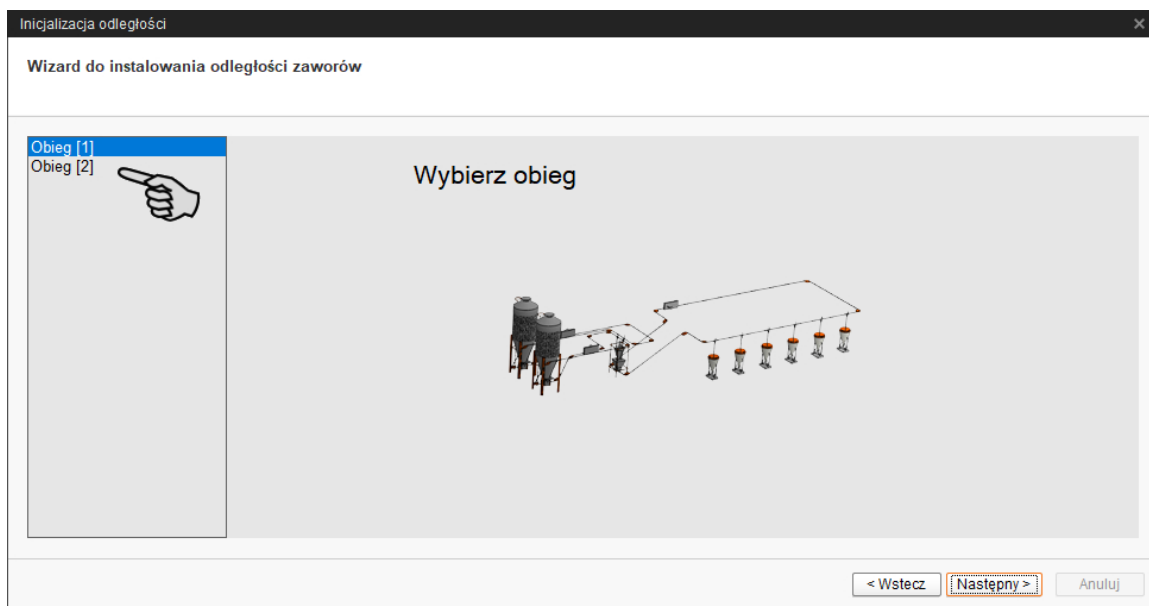 Inicjalizacja odległości
Wizard do instalowania odległości zaworów
Obieg [1]
Obieg [2]
Wybierz obieg
< Wstecz
Następny >
Anuluj